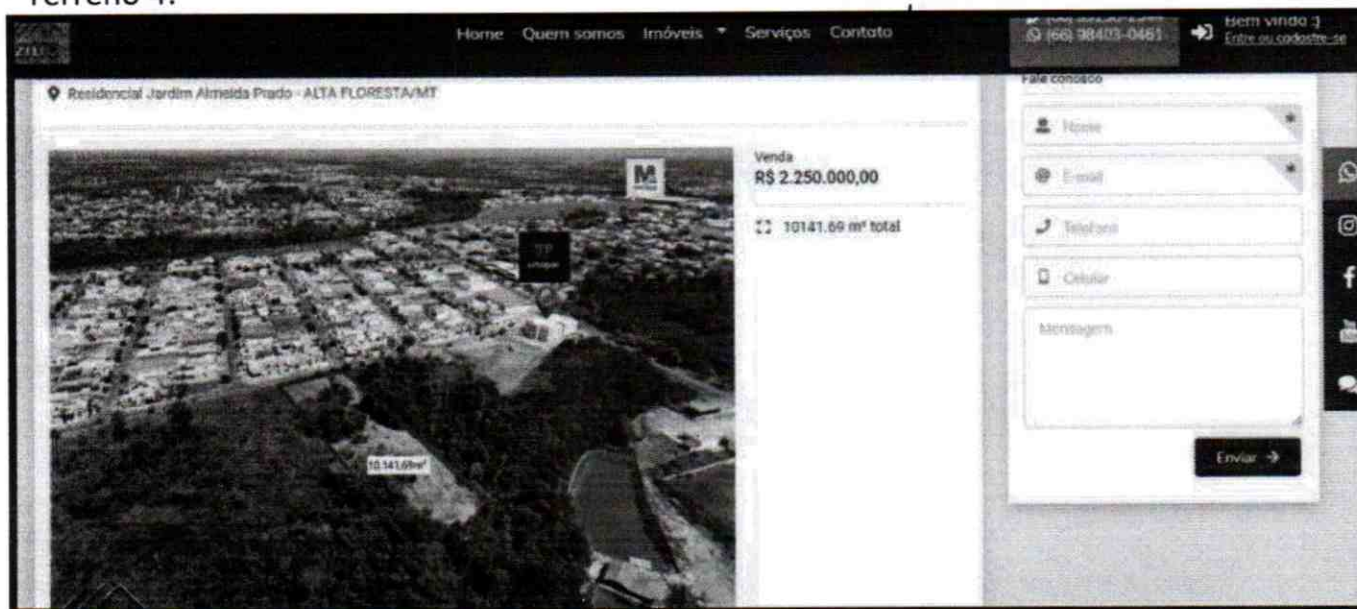 Home Quem somos Imóveis Serviços Contato
(66) 98403-0461
Bem vindo :)
Entre ou cadastre-se
Residencial Jardim Almeida Prado - ALTA FLORESTA/MT
Venda
R$ 2.250.000,00
10141.69 m² total
10.141,69m²
Fale conosco
Nome *
E-mail *
Telefone
Celular
Mensagem
Enviar →